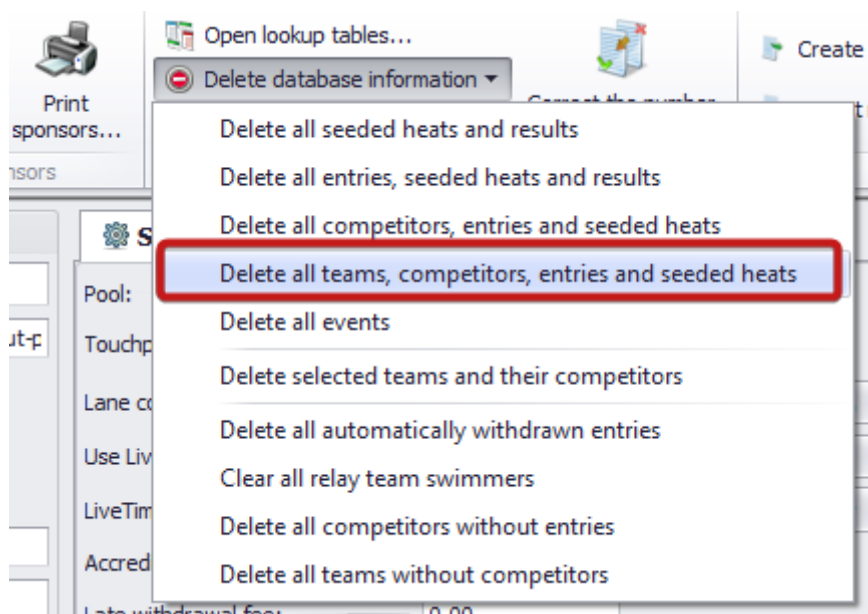 Open lookup tables...
Delete database information
Print
sponsors...
Create
Delete all seeded heats and results
Delete all entries, seeded heats and results
Delete all competitors, entries and seeded heats
Delete all teams, competitors, entries and seeded heats
Delete all events
Delete selected teams and their competitors
Delete all automatically withdrawn entries
Clear all relay team swimmers
Delete all competitors without entries
Delete all teams without competitors
nsors
S
Pool:
ut-p
Touchp
Lane co
Use Liv
LiveTim
Accred